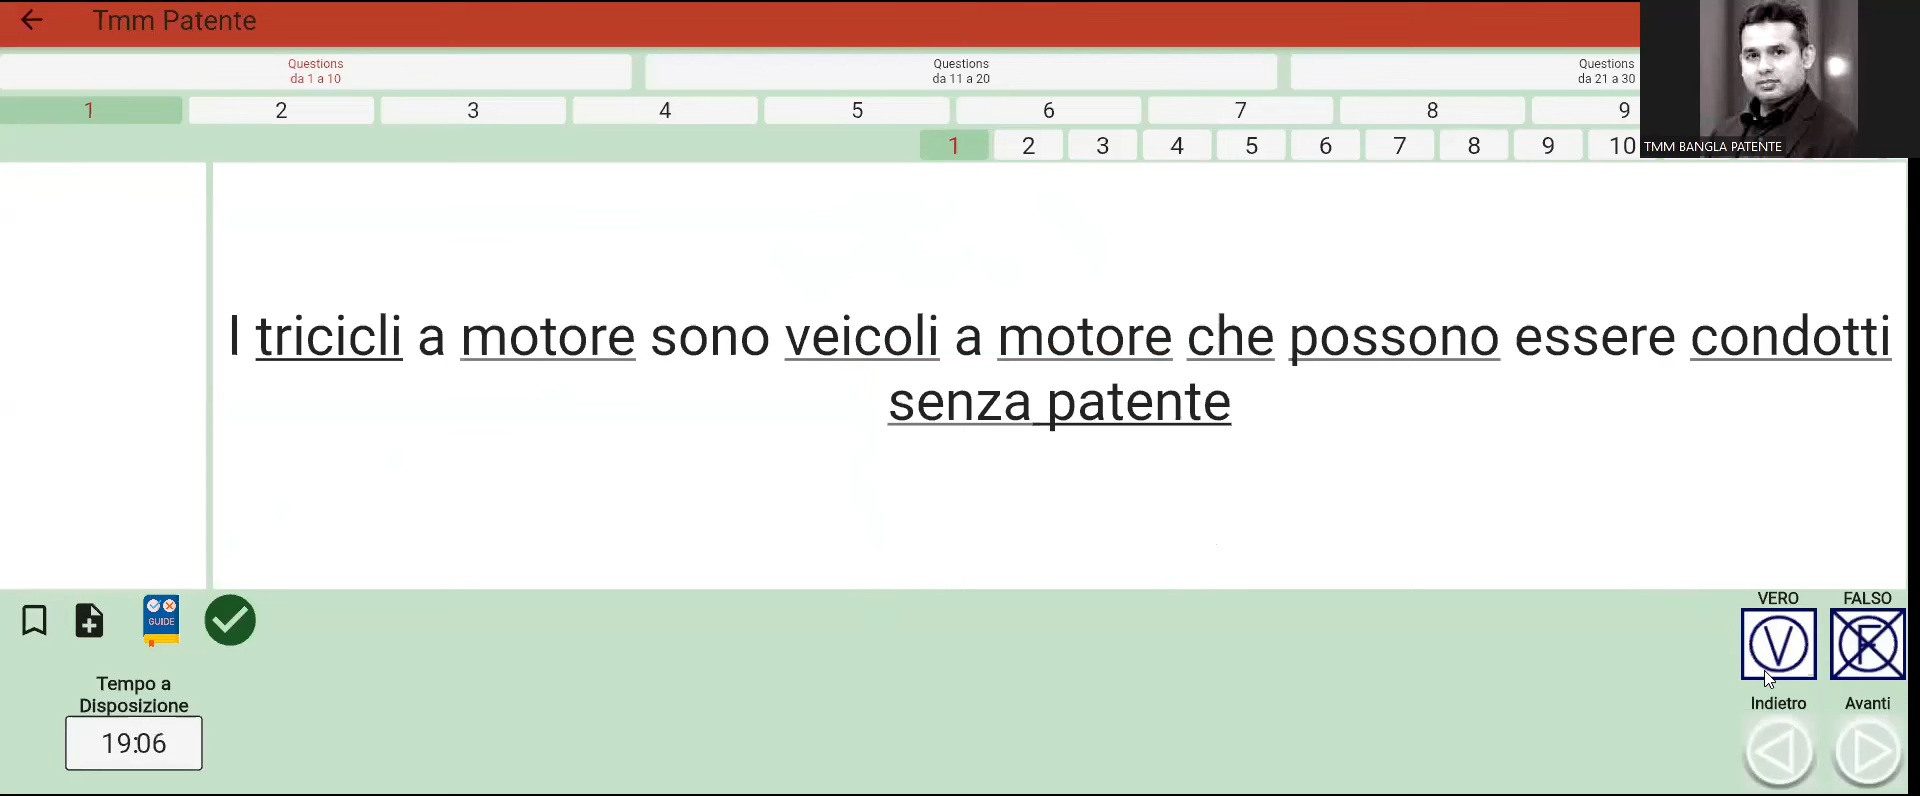 Tmm Patente
Questions
da 1 a 10
Questions
da 11 a 20
Questions
da 21 a 30
1 2 3 4 5 6 7 8 9
1 2 3 4 5 6 7 8 9 10
TMM BANGLA PATENTE
I tricicli a motore sono veicoli a motore che possono essere condotti
senza patente
GUIDE
VERO FALSO
V F
Tempo a
Disposizione
19:06
Indietro Avanti